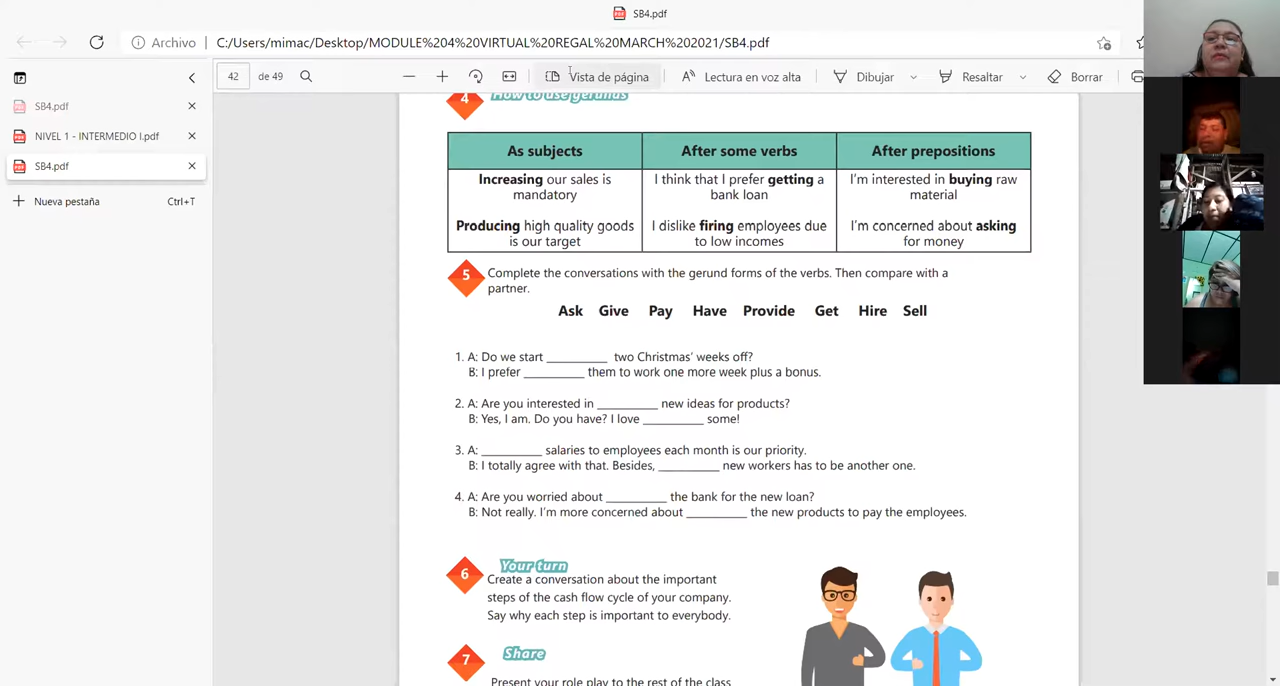 SB4.pdf
Archivo C:/Users/mimac/Desktop/MODULE%204%20VIRTUAL%20REGAL%20MARCH%202021/SB4.pdf
42 de 49 Vista de página Lectura en voz alta Dibujar Resaltar Borrar
SB4.pdf
NIVEL 1 - INTERMEDIO I.pdf
SB4.pdf
Nueva pestaña Ctrl+T
4 How to use gerunds
As subjects After some verbs After prepositions
Increasing our sales is mandatory
I think that I prefer getting a bank loan
I'm interested in buying raw material
Producing high quality goods is our target
I dislike firing employees due to low incomes
I'm concerned about asking for money
5 Complete the conversations with the gerund forms of the verbs. Then compare with a
partner.
Ask Give Pay Have Provide Get Hire Sell
1. A: Do we start __________ two Christmas' weeks off?
B: I prefer __________ them to work one more week plus a bonus.
2. A: Are you interested in __________ new ideas for products?
B: Yes, I am. Do you have? I love __________ some!
3. A: __________ salaries to employees each month is our priority.
B: I totally agree with that. Besides, __________ new workers has to be another one.
4. A: Are you worried about __________ the bank for the new loan?
B: Not really. I'm more concerned about __________ the new products to pay the employees.
6 Your turn
Create a conversation about the important
steps of the cash flow cycle of your company.
Say why each step is important to everybody.
7 Share
Present your role play to the rest of the class